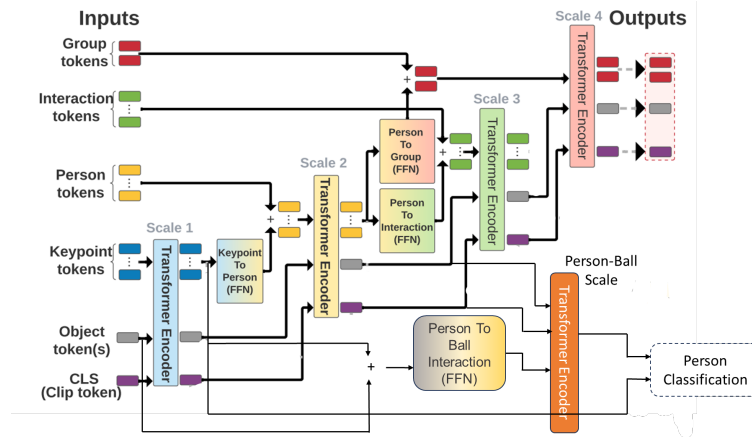 Inputs
Scale 4
Outputs
Group
tokens
+
Transformer Encoder
Interaction
tokens
Scale 3
Person
To
Group
(FFN)
+
Transformer Encoder
Scale 2
Person
tokens
+
Transformer Encoder
Person
To
Interaction
(FFN)
Scale 1
Keypoint
tokens
Transformer Encoder
Keypoint
To
Person
(FFN)
Person-Ball
Scale
Object
token(s)
Person To
Ball
Interaction
(FFN)
Transformer Encoder
+
Person
Classification
CLS
(Clip token)